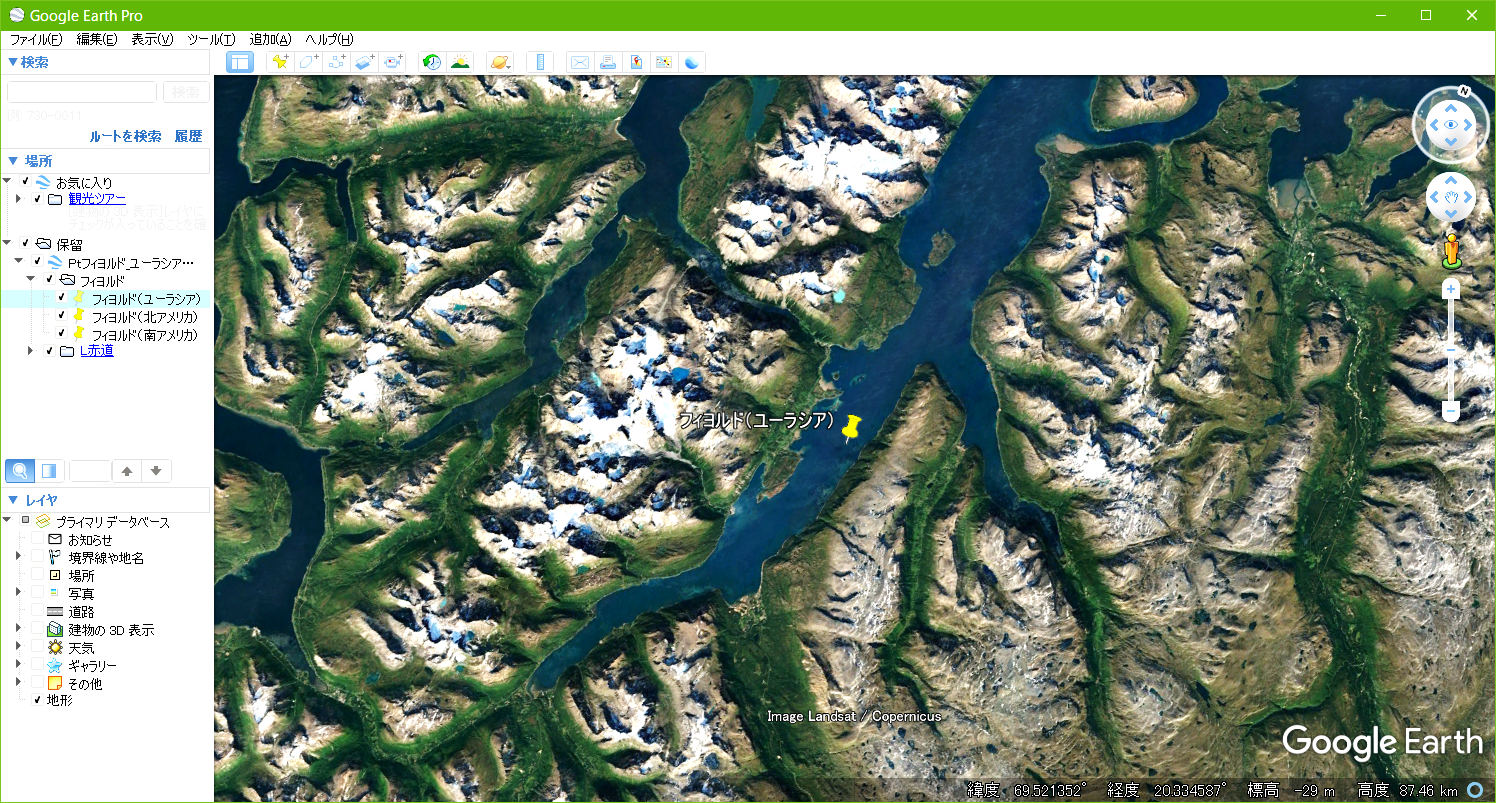 Google Earth Pro
ファイル(F) 編集(E) 表示(V) ツール(T) 追加(A) ヘルプ(H)
検索
検索
例: 730-0011
ルートを検索 履歴
場所
お気に入り
観光ツアー
保留
Ptフィヨルド_ユーラシア…
フィヨルド
フィヨルド(ユーラシア)
フィヨルド(北アメリカ)
フィヨルド(南アメリカ)
L赤道
レイヤ
プライマリ データベース
お知らせ
境界線や地名
場所
写真
道路
建物の 3D 表示
天気
ギャラリー
その他
地形
N
フィヨルド(ユーラシア)
Image Landsat / Copernicus
Google Earth
緯度 69.521352° 経度 20.334587° 標高 -29 m 高度 87.46 km